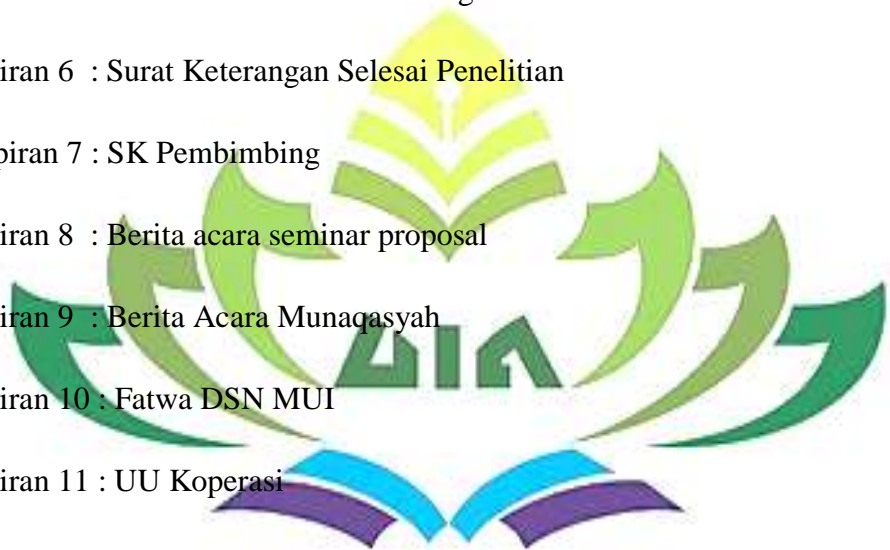 iran 6 : Surat Keterangan Selesai Penelitian
piran 7 : SK Pembimbing
iran 8 : Berita acara seminar proposal
iran 9 : Berita Acara Munaqasyah
UIN
iran 10 : Fatwa DSN MUI
iran 11 : UU Koperasi